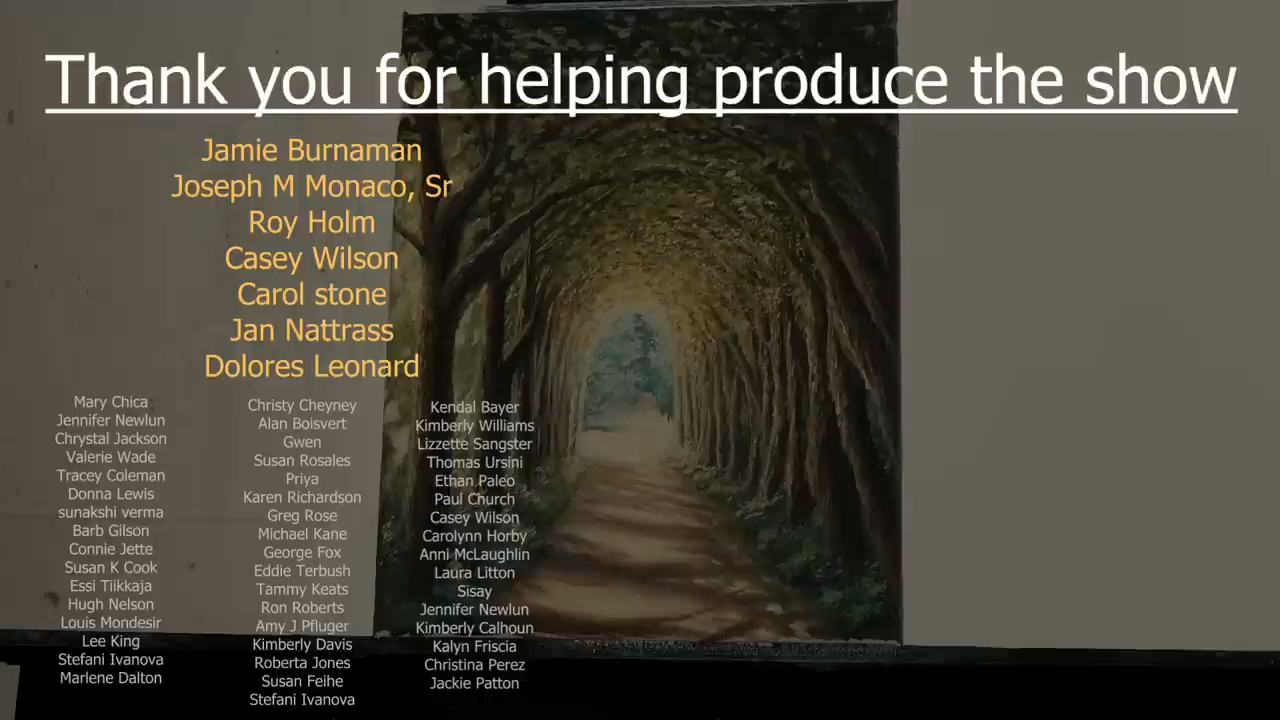 Thank you for helping produce the show
Jamie Burnaman
Joseph M Monaco, Sr
Roy Holm
Casey Wilson
Carol stone
Jan Nattrass
Dolores Leonard
Mary Chica
Jennifer Newlun
Chrystal Jackson
Valerie Wade
Tracey Coleman
Donna Lewis
sunakshi verma
Barb Gilson
Connie Jette
Susan K Cook
Essi Tiikkaja
Hugh Nelson
Louis Mondesir
Lee King
Stefani Ivanova
Marlene Dalton
Christy Cheyney
Alan Boisvert
Gwen
Susan Rosales
Priya
Karen Richardson
Greg Rose
Michael Kane
George Fox
Eddie Terbush
Tammy Keats
Ron Roberts
Amy J Pfluger
Kimberly Davis
Roberta Jones
Susan Feihe
Stefani Ivanova
Kendal Bayer
Kimberly Williams
Lizzette Sangster
Thomas Ursini
Ethan Paleo
Paul Church
Casey Wilson
Carolynn Horby
Anni McLaughlin
Laura Litton
Sisay
Jennifer Newlun
Kimberly Calhoun
Kalyn Friscia
Christina Perez
Jackie Patton